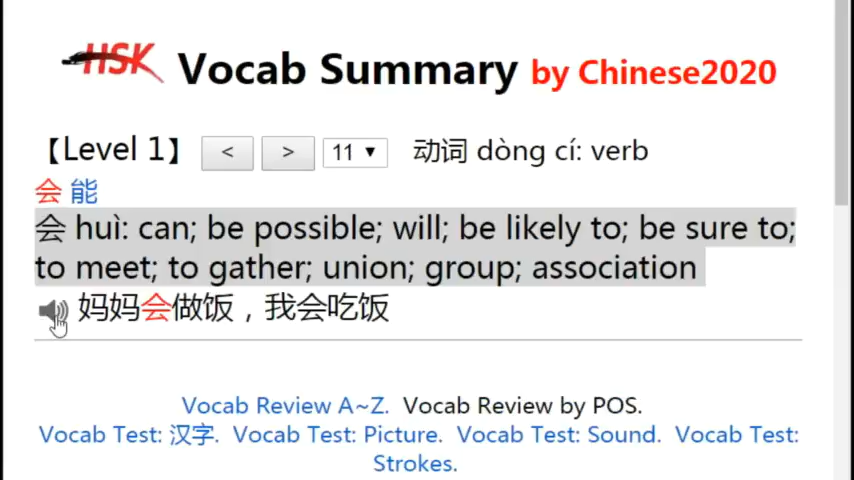 HSK Vocab Summary by Chinese2020
【Level 1】 < > 11 ▼ 动词 dòng cí: verb
会 能
会 huì: can; be possible; will; be likely to; be sure to;
to meet; to gather; union; group; association
妈妈会做饭，我会吃饭
Vocab Review A~Z. Vocab Review by POS.
Vocab Test: 汉字. Vocab Test: Picture. Vocab Test: Sound. Vocab Test:
Strokes.